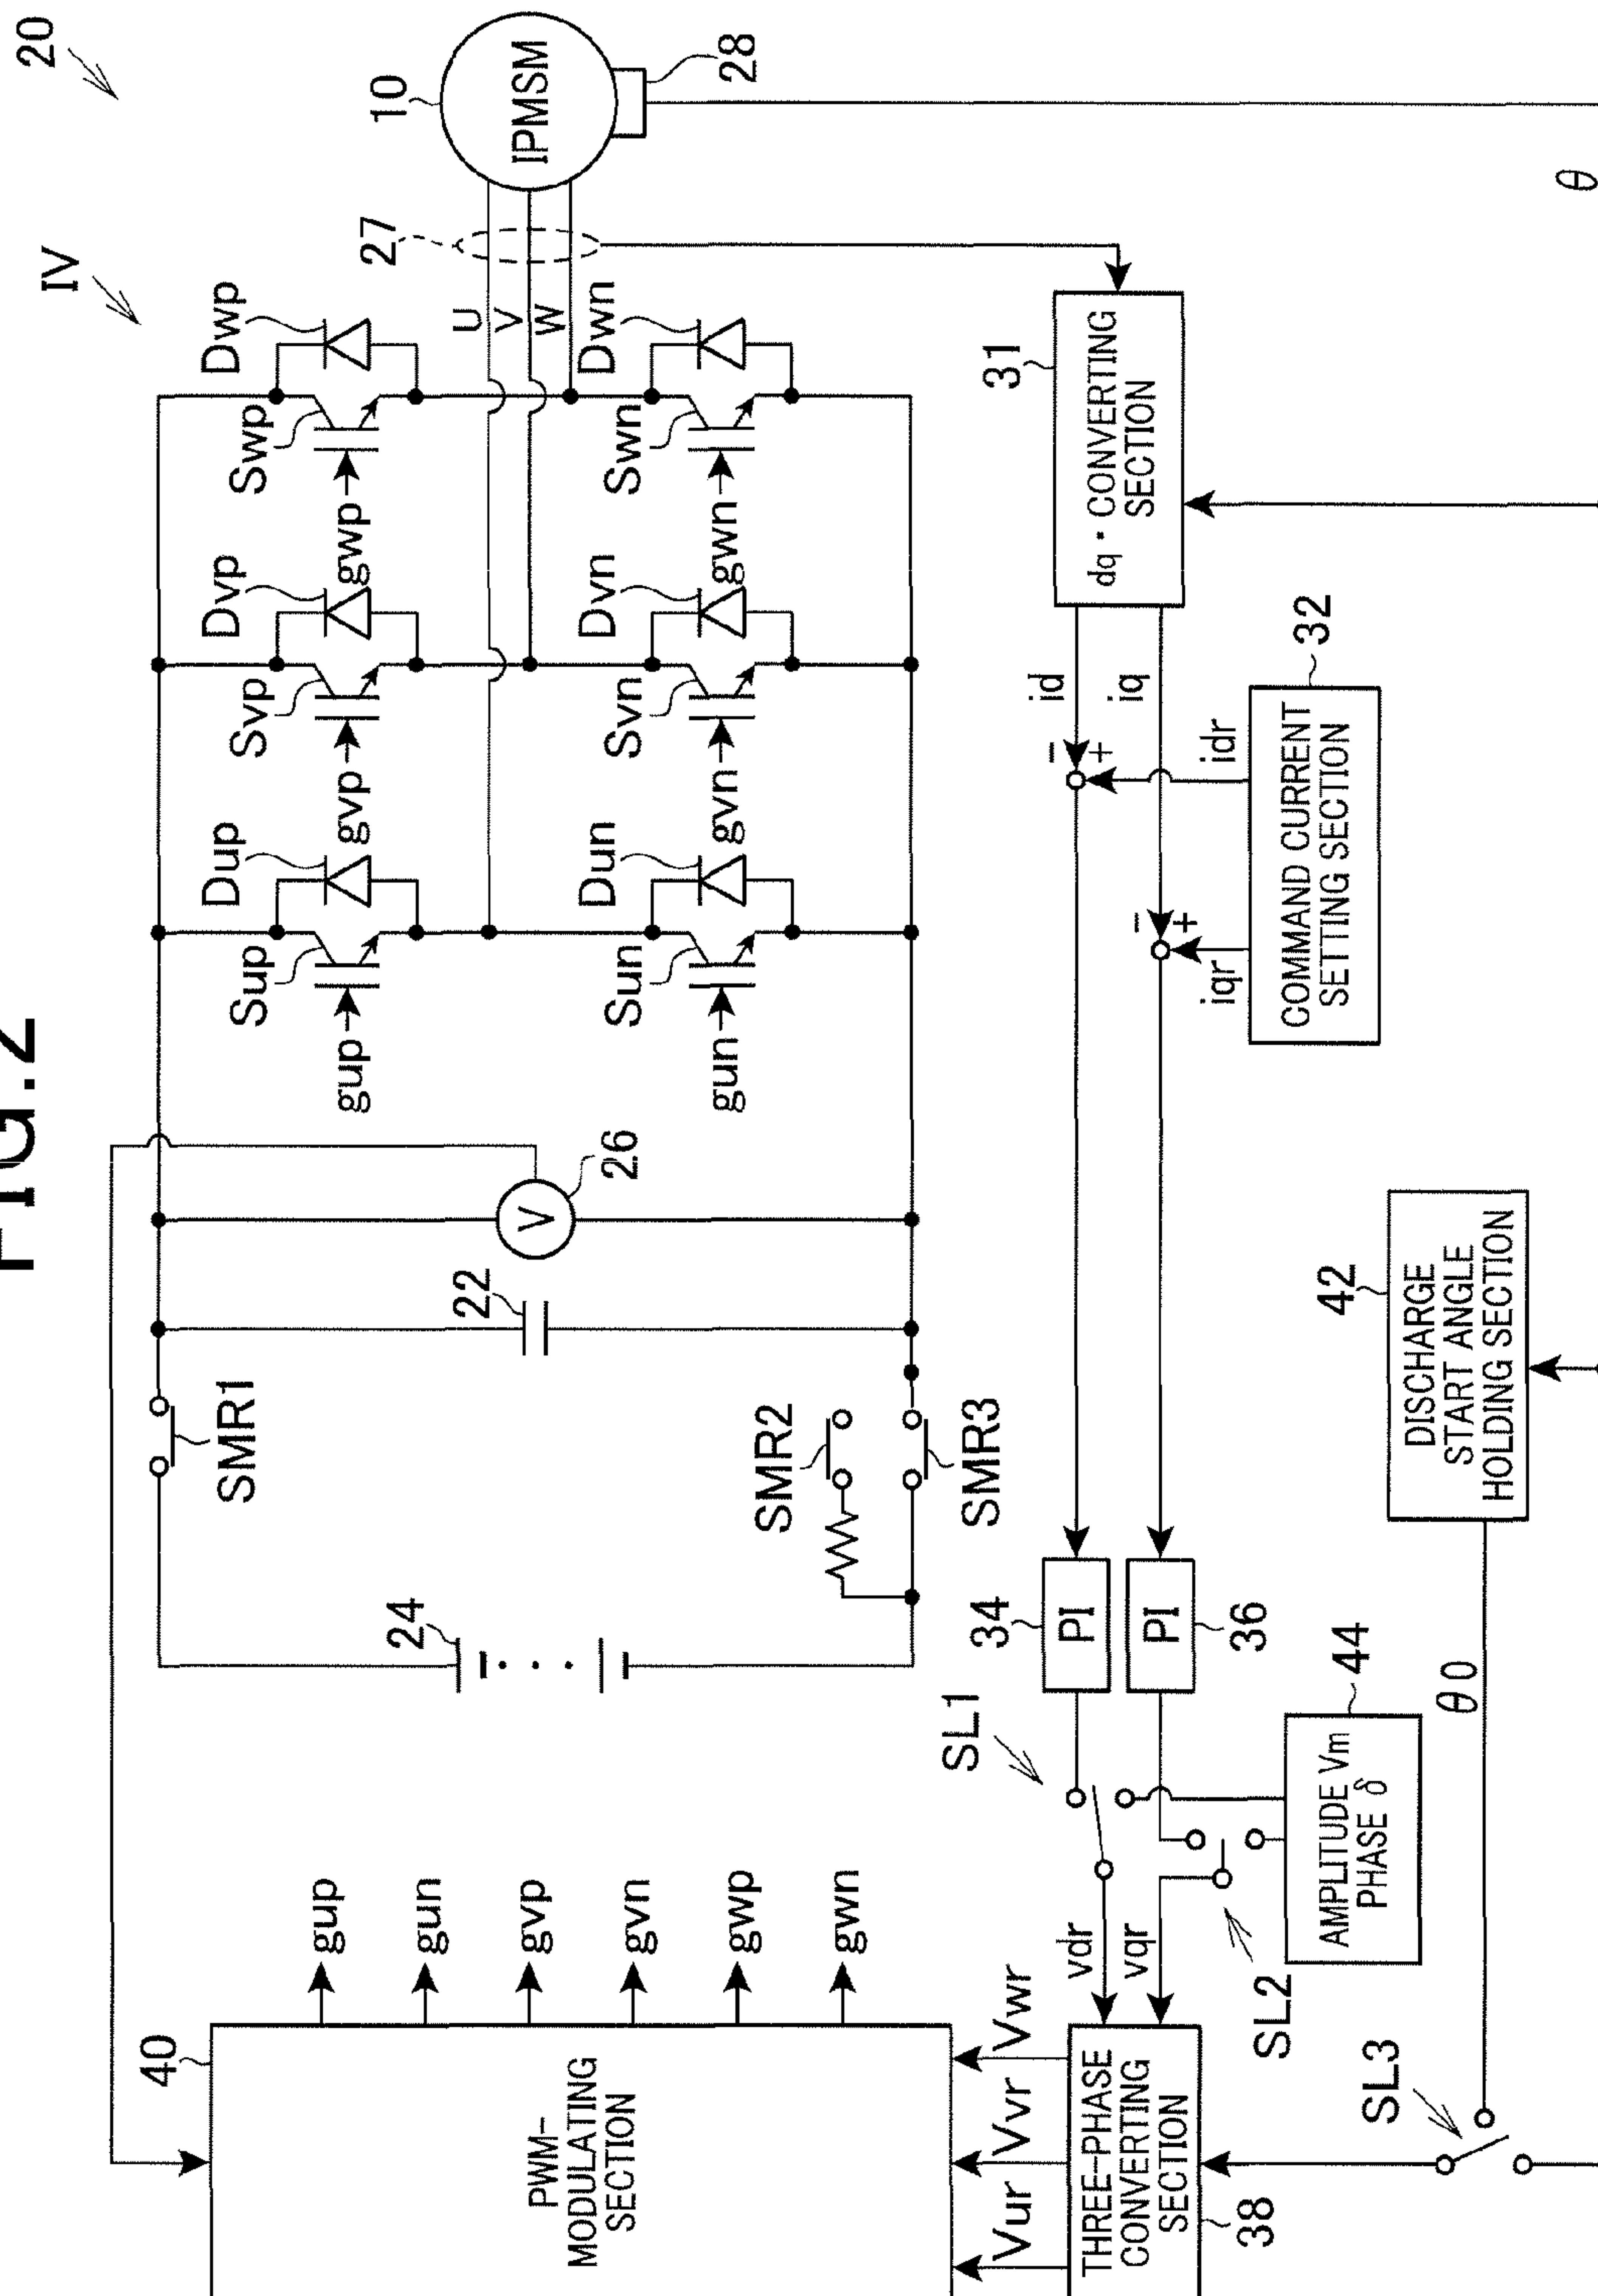 FIG.2
20
IV
10
IPMSM
28
27
U
V
W
θ
Dwp
Swp
gwp
Dwn
Swn
gwn
Dvp
Svp
gvp
Dvn
Svn
gvn
Dup
Sup
gup
Dun
Sun
gun
V
26
22
SMR1
SMR2
SMR3
24
31
dq・CONVERTING
SECTION
id
iq
32
COMMAND CURRENT
SETTING SECTION
idr
iqr
-
+
-
+
34
PI
PI
36
42
DISCHARGE
START ANGLE
HOLDING SECTION
θ0
SL1
44
AMPLITUDE Vm
PHASE δ
vdr
vqr
SL2
SL3
40
PWM-
MODULATING
SECTION
gup
gun
gvp
gvn
gwp
gwn
Vur
Vvr
Vwr
THREE-PHASE
CONVERTING
SECTION
38